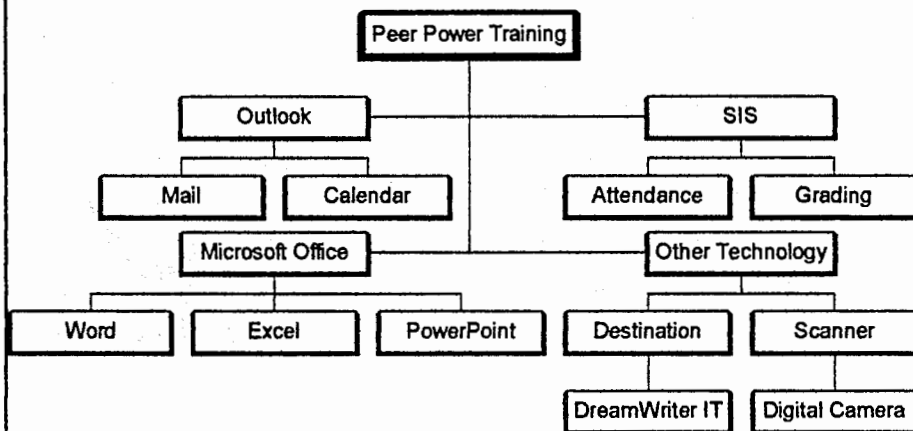 Peer Power Training
Outlook
SIS
Mail
Calendar
Attendance
Grading
Microsoft Office
Other Technology
Word
Excel
PowerPoint
Destination
Scanner
DreamWriter IT
Digital Camera